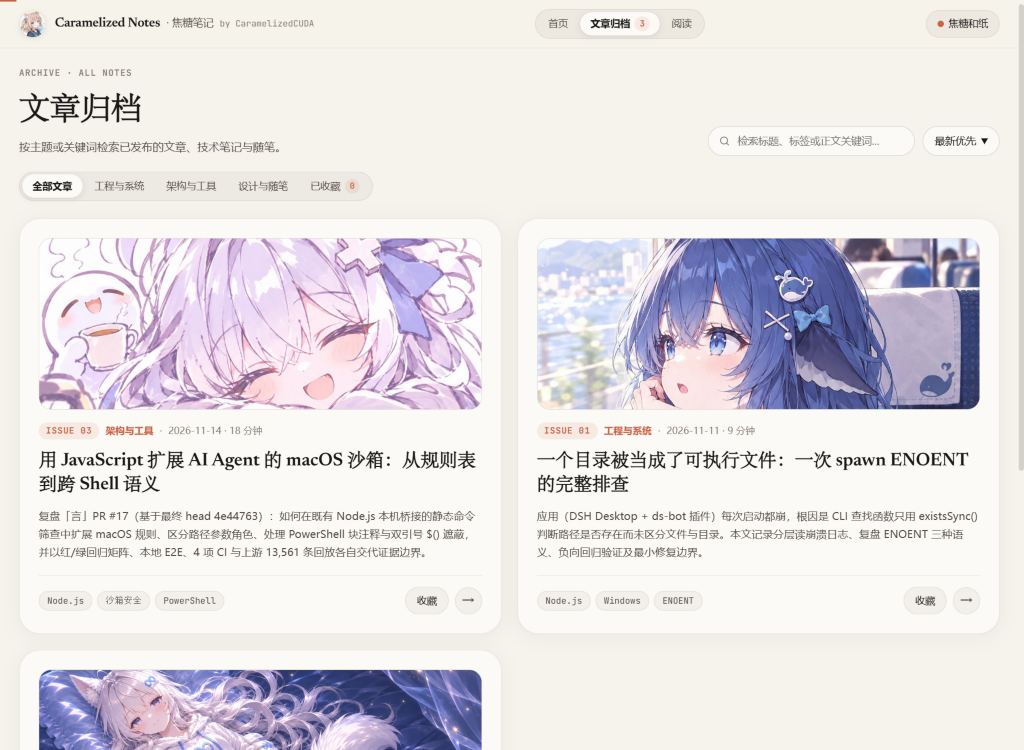 Caramelized Notes · 焦糖笔记 by CaramelizedCUDA
首页 文章归档 3 阅读
焦糖和纸
ARCHIVE · ALL NOTES
文章归档
按主题或关键词检索已发布的文章、技术笔记与随笔。
检索标题、标签或正文关键词...
最新优先 ▼
全部文章 工程与系统 架构与工具 设计与随笔 已收藏 0
ISSUE 03 架构与工具 · 2026-11-14 · 18 分钟
用 JavaScript 扩展 AI Agent 的 macOS 沙箱：从规则表
到跨 Shell 语义
复盘「言」PR #17（基于最终 head 4e44763）：如何在既有 Node.js 本机桥接的静态命令
筛查中扩展 macOS 规则、区分路径参数角色、处理 PowerShell 块注释与双引号 $() 遮蔽，
并以红/绿回归矩阵、本地 E2E、4 项 CI 与上游 13,561 条回放各自交代证据边界。
Node.js 沙箱安全 PowerShell 收藏 →
ISSUE 01 工程与系统 · 2026-11-11 · 9 分钟
一个目录被当成了可执行文件：一次 spawn ENOENT
的完整排查
应用（DSH Desktop + ds-bot 插件）每次启动都崩，根因是 CLI 查找函数只用 existsSync()
判断路径是否存在而未区分文件与目录。本文记录分层读崩溃日志、复盘 ENOENT 三种语
义、负向回归验证及最小修复边界。
Node.js Windows ENOENT 收藏 →